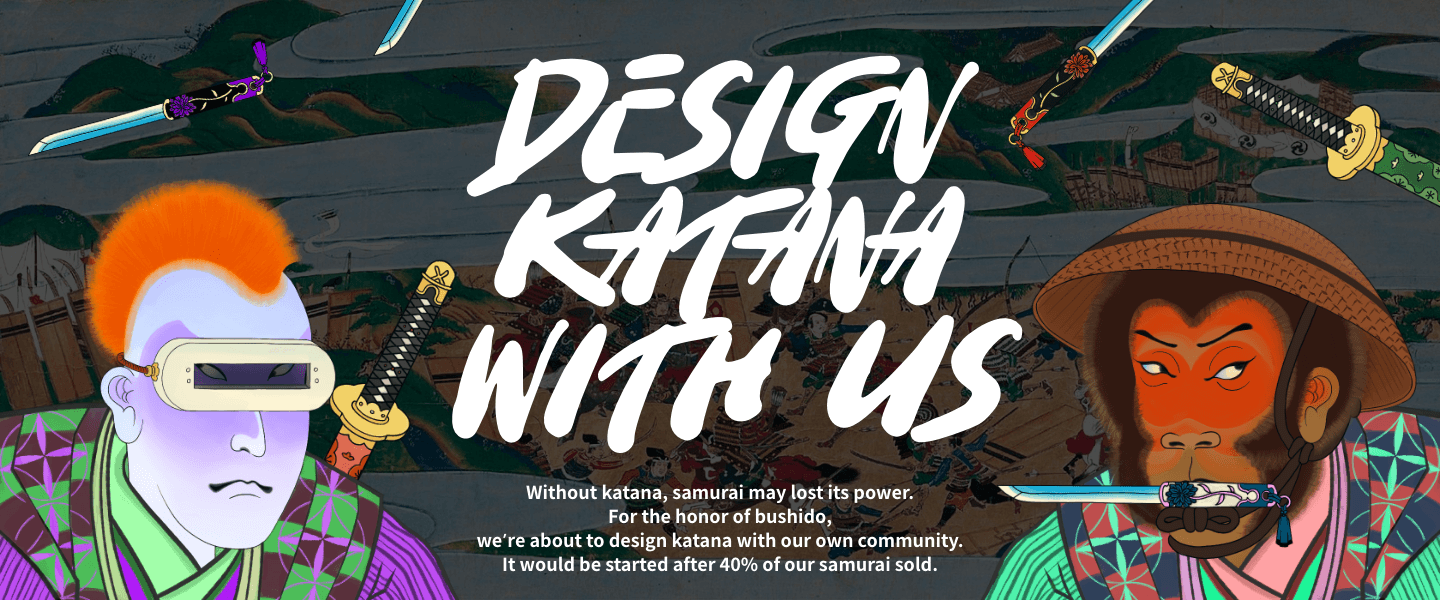 DESIGN
KATANA
WITH US
Without katana, samurai may lost its power.
For the honor of bushido,
we're about to design katana with our own community.
It would be started after 40% of our samurai sold.